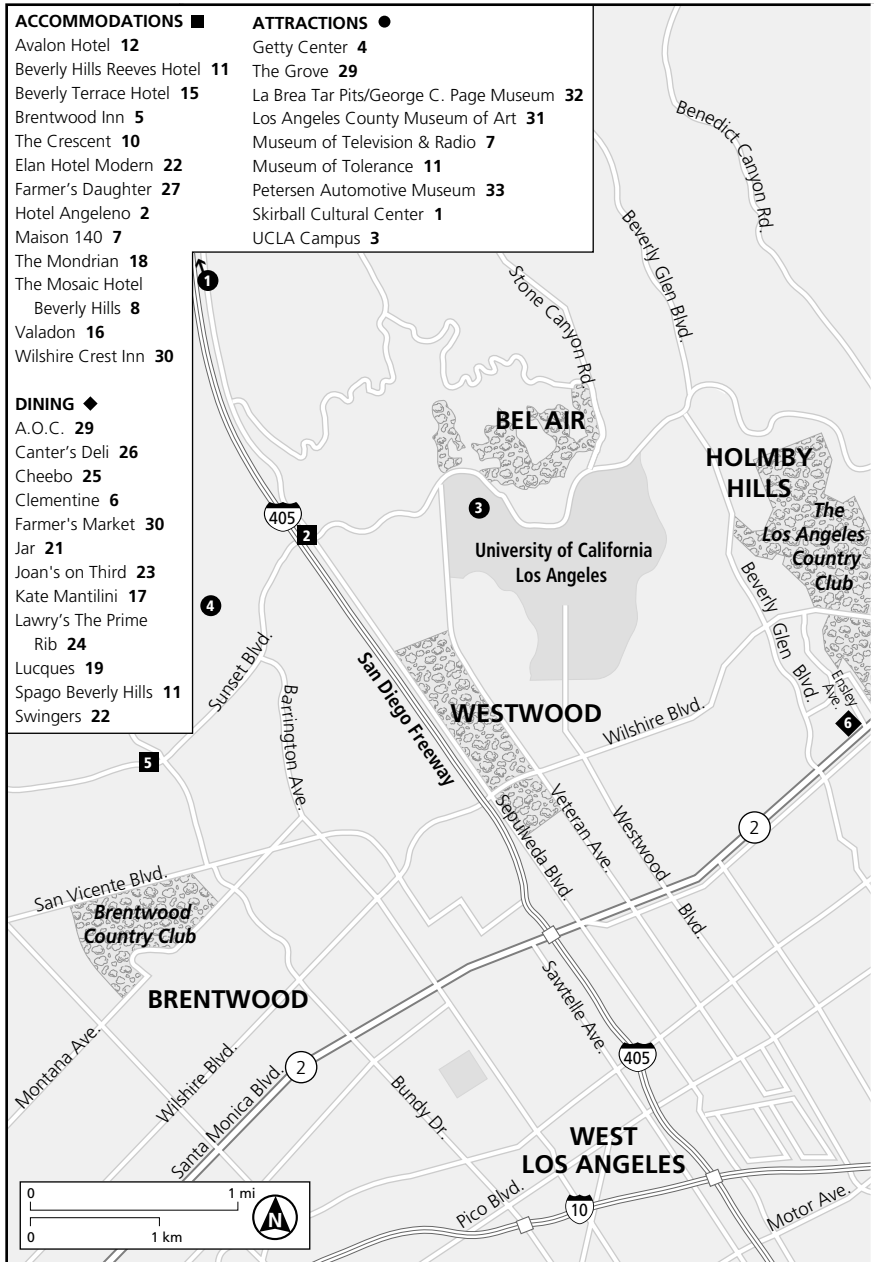 ACCOMMODATIONS ■
Avalon Hotel 12
Beverly Hills Reeves Hotel 11
Beverly Terrace Hotel 15
Brentwood Inn 5
The Crescent 10
Elan Hotel Modern 22
Farmer's Daughter 27
Hotel Angeleno 2
Maison 140 7
The Mondrian 18
The Mosaic Hotel
Beverly Hills 8
Valadon 16
Wilshire Crest Inn 30
DINING ◆
A.O.C. 29
Canter's Deli 26
Cheebo 25
Clementine 6
Farmer's Market 30
Jar 21
Joan's on Third 23
Kate Mantilini 17
Lawry's The Prime
Rib 24
Lucques 19
Spago Beverly Hills 11
Swingers 22
ATTRACTIONS ●
Getty Center 4
The Grove 29
La Brea Tar Pits/George C. Page Museum 32
Los Angeles County Museum of Art 31
Museum of Television & Radio 7
Museum of Tolerance 11
Petersen Automotive Museum 33
Skirball Cultural Center 1
UCLA Campus 3
Benedict Canyon Rd.
Beverly Glen Blvd.
Stone Canyon Rd.
1
BEL AIR
HOLMBY
HILLS
The
Los Angeles
Country
Club
405
2
3
University of California
Los Angeles
4
Sunset Blvd.
Barrington Ave.
San Diego Freeway
WESTWOOD
Wilshire Blvd.
Beverly Glen Blvd.
Ensley
Ave.
6
5
Sepulveda Blvd.
Veteran Ave.
Westwood
Blvd.
2
San Vicente Blvd.
Brentwood
Country Club
BRENTWOOD
Sawtelle Ave.
405
Montana Ave.
Wilshire Blvd.
2
Santa Monica Blvd.
Bundy Dr.
WEST
LOS ANGELES
Pico Blvd.
10
Motor Ave.
0 1 mi
0 1 km
N